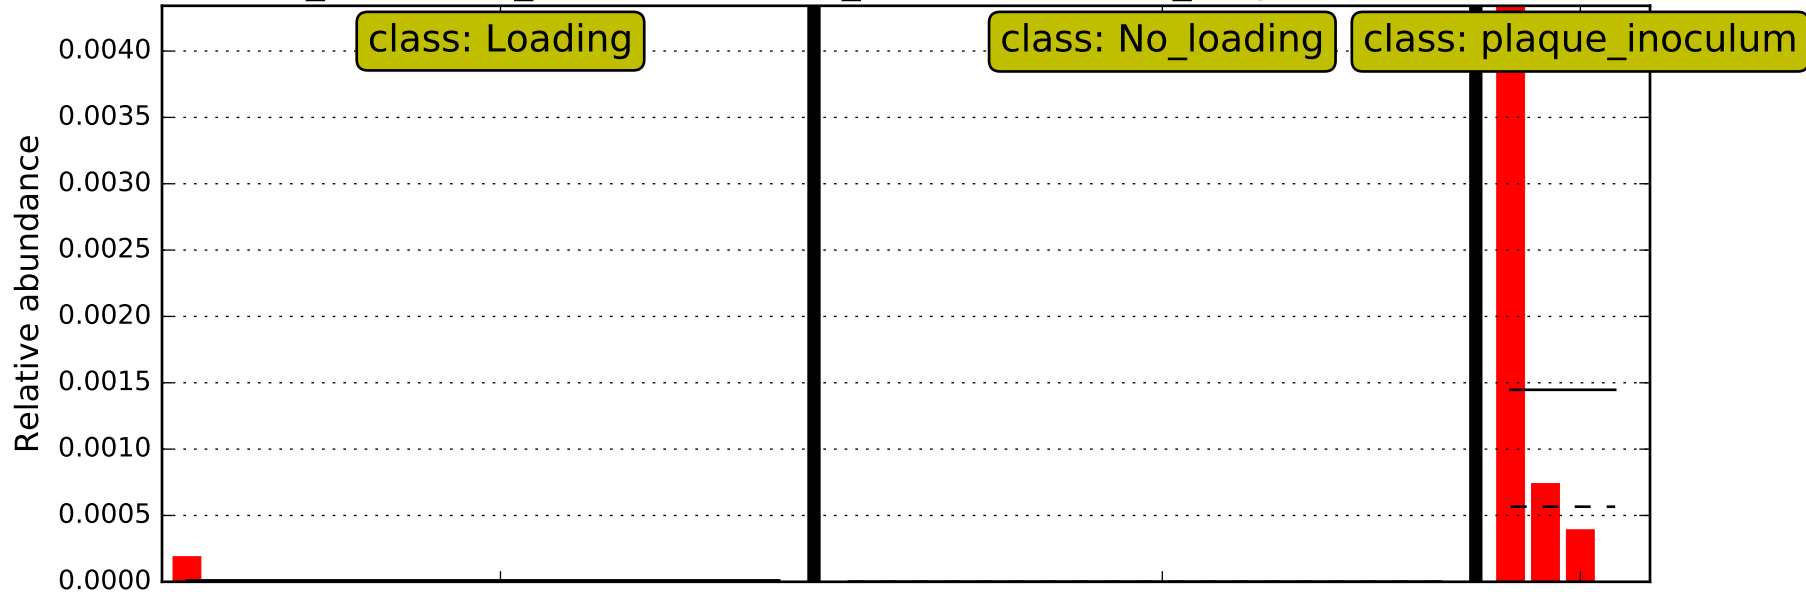 class: Loading
class: No_loading
class: plaque_inoculum
Relative abundance
0.0040
0.0035
0.0030
0.0025
0.0020
0.0015
0.0010
0.0005
0.0000